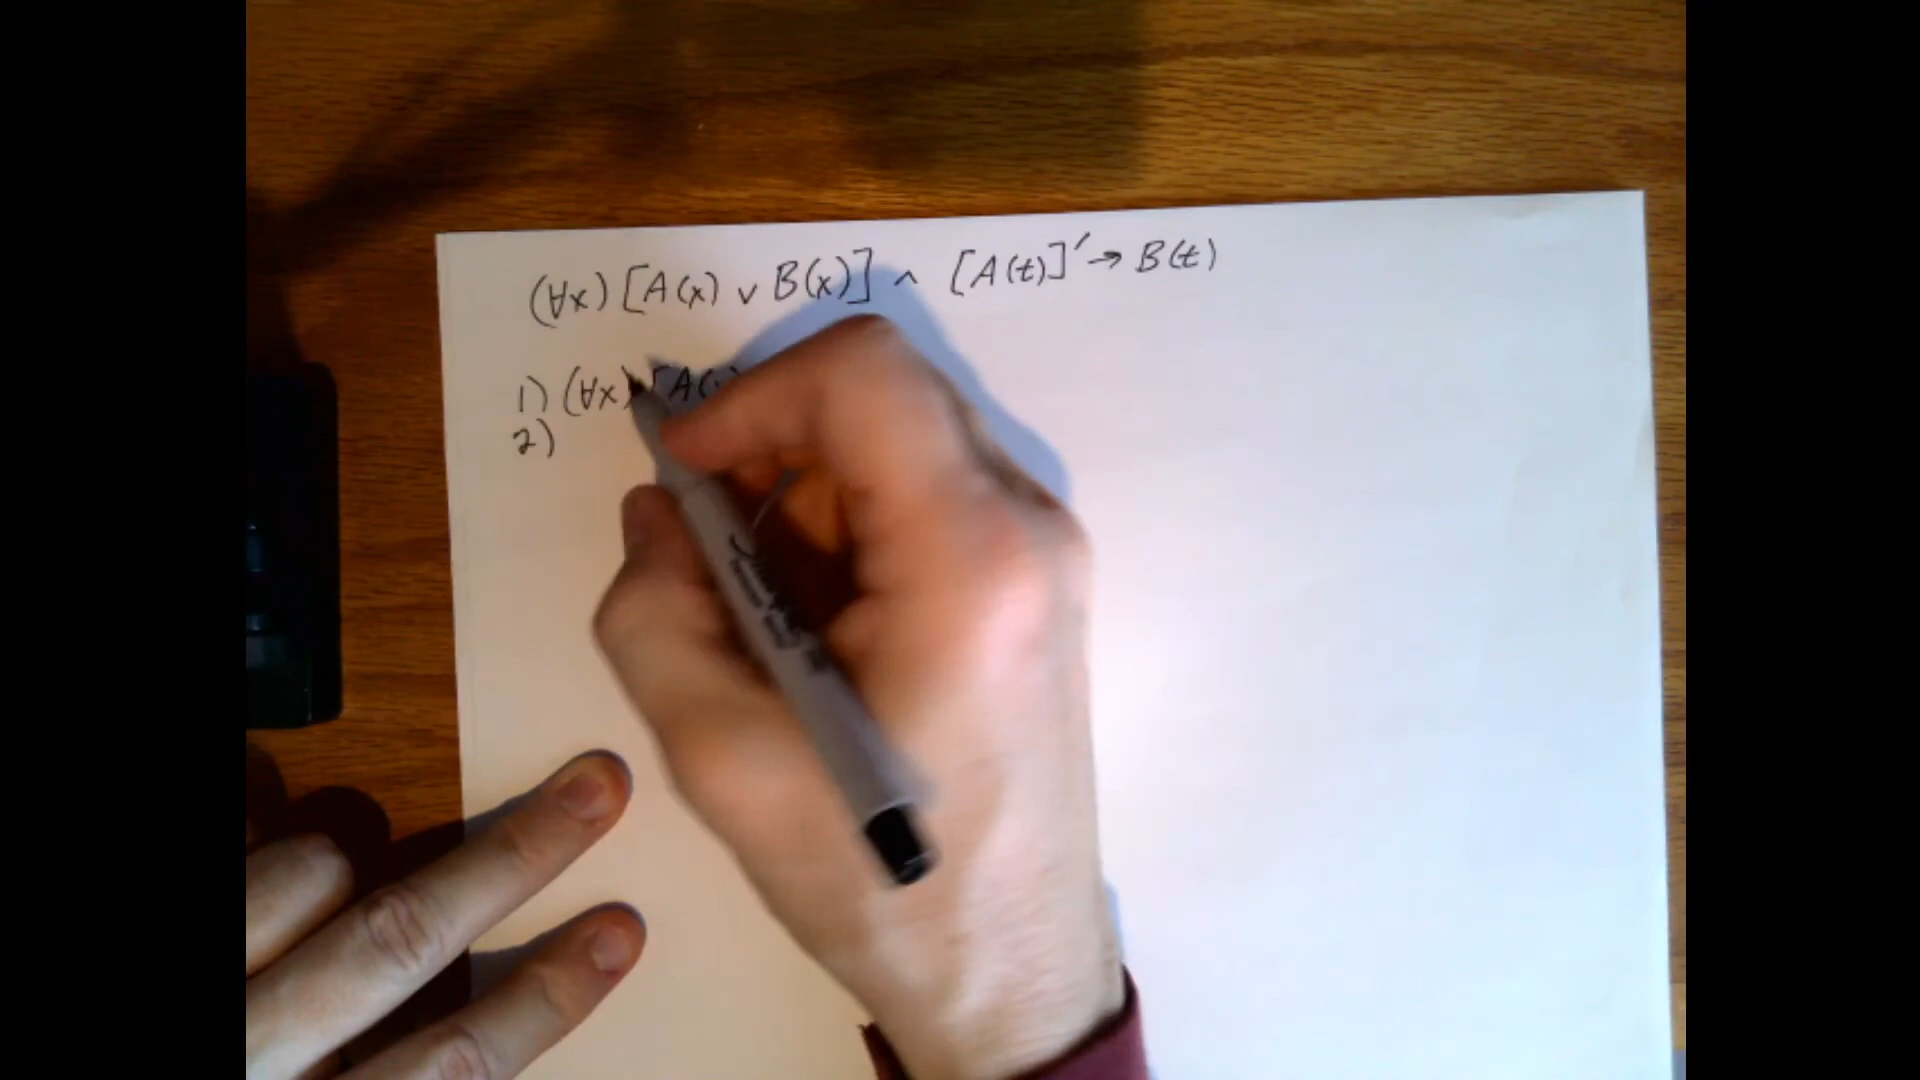 (∀x)[A(x) ∨ B(x)] ∧ [A(t)]′ → B(t)
1) (∀x) [A(
2)